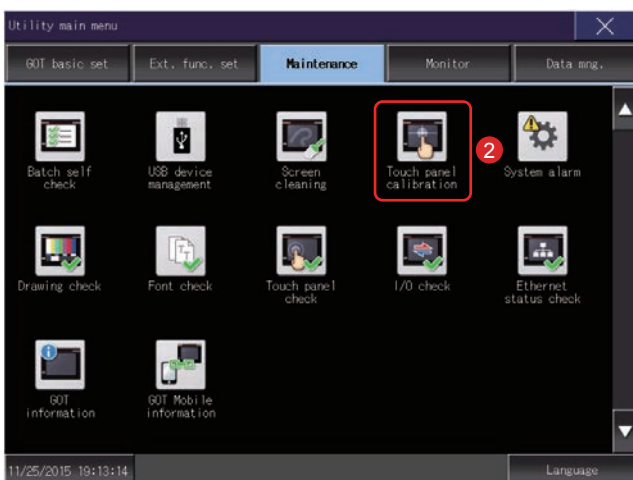 Utility main menu
GOT basic set
Ext. func. set
Maintenance
Monitor
Data mng.
Batch self
check
USB device
management
Screen
cleaning
Touch panel
calibration
2
System alarm
Drawing check
Font check
Touch panel
check
I/O check
Ethernet
status check
GOT
information
GOT Mobile
information
11/25/2015 19:13:14
Language